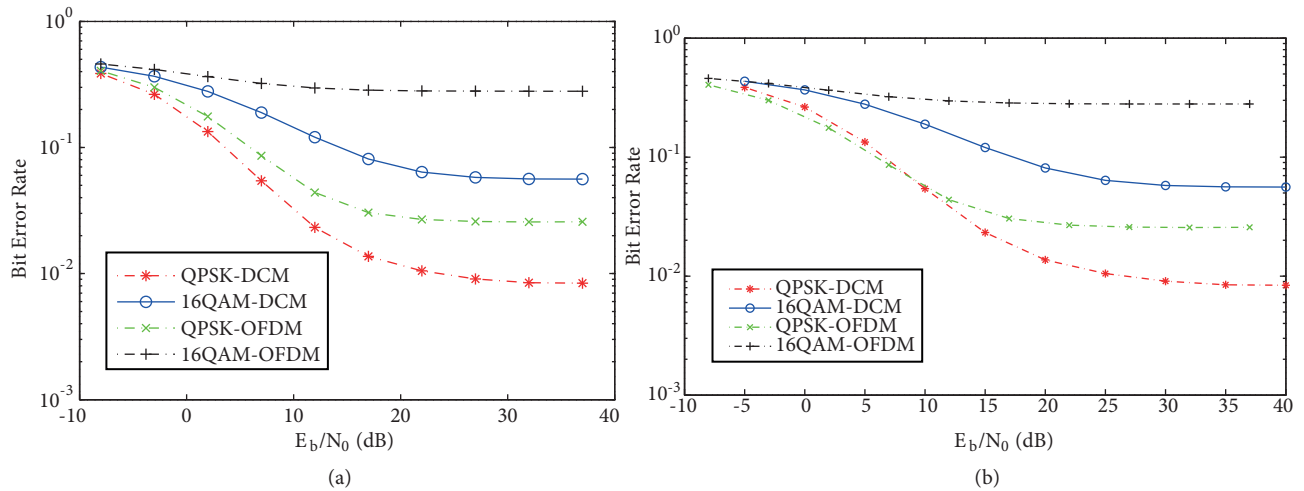 10^0
10^-1
10^-2
10^-3
Bit Error Rate
QPSK-DCM
16QAM-DCM
QPSK-OFDM
16QAM-OFDM
-10 0 10 20 30 40
E_b/N_0 (dB)
(a)
10^0
10^-1
10^-2
10^-3
Bit Error Rate
QPSK-DCM
16QAM-DCM
QPSK-OFDM
16QAM-OFDM
-10 -5 0 5 10 15 20 25 30 35 40
E_b/N_0 (dB)
(b)